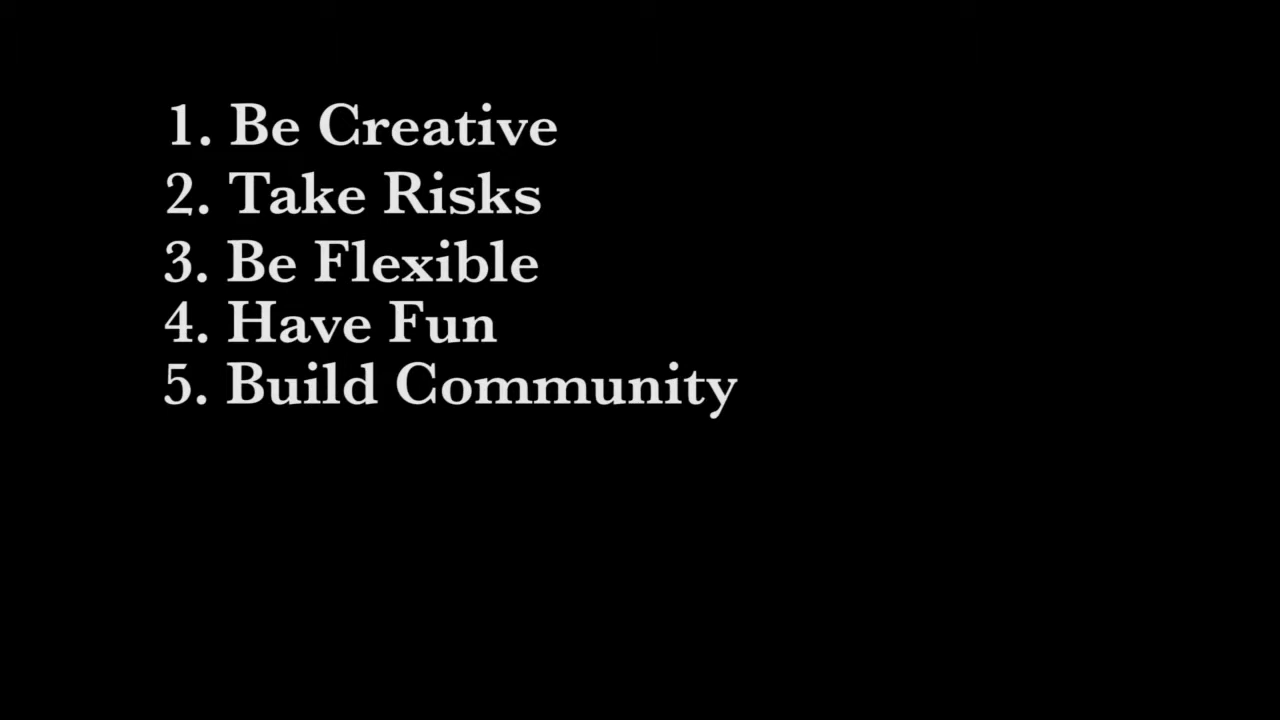 1. Be Creative
2. Take Risks
3. Be Flexible
4. Have Fun
5. Build Community